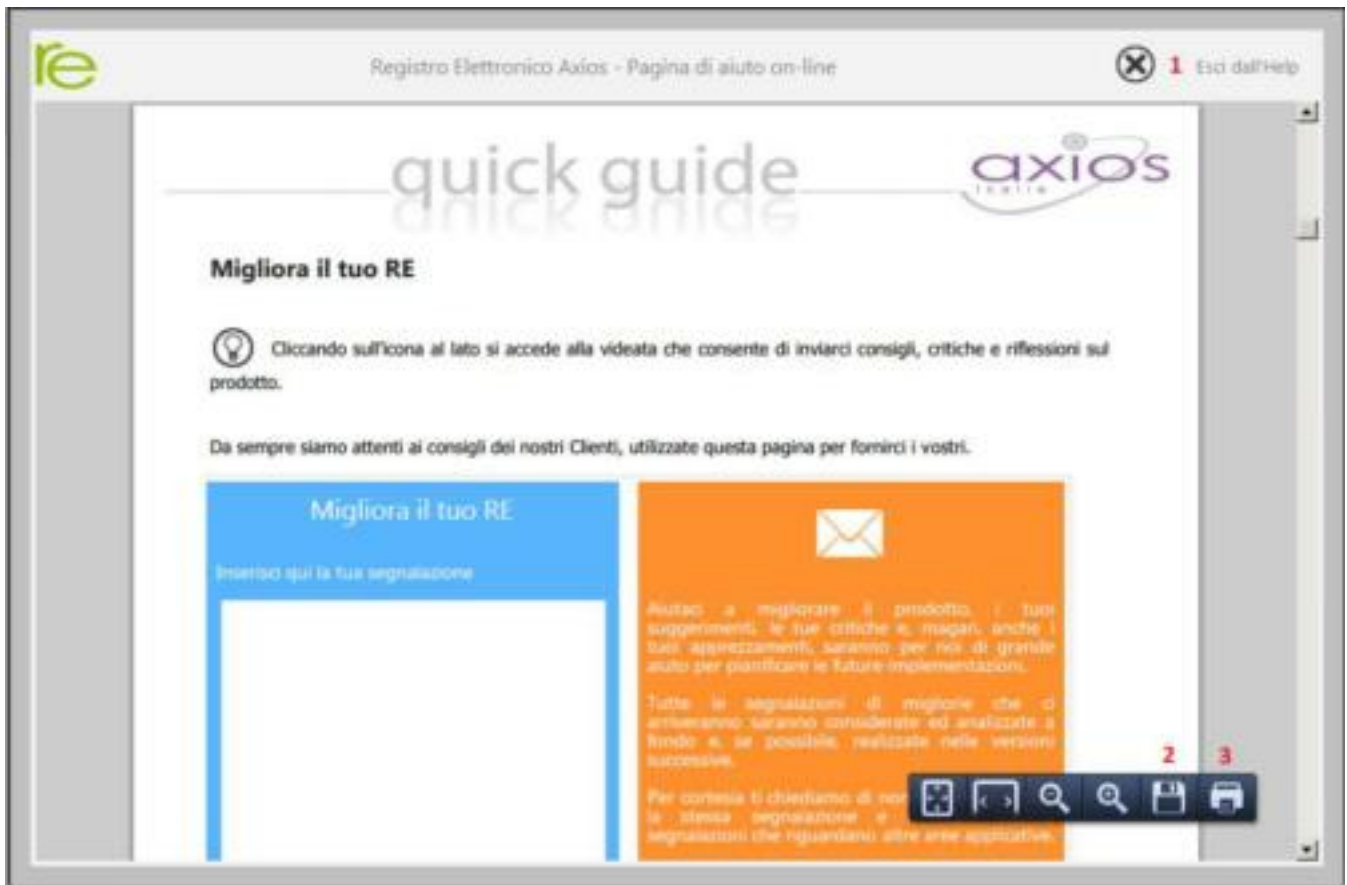 re
Registro Elettronico Axios - Pagina di aiuto on-line
1 Esci dall'Help
quick guide
axios
italia
Migliora il tuo RE
Cliccando sull'icona al lato si accede alla videata che consente di inviarci consigli, critiche e riflessioni sul
prodotto.
Da sempre siamo attenti ai consigli dei nostri Clienti, utilizzate questa pagina per fornirci i vostri.
Migliora il tuo RE
Inserisci qui la tua segnalazione
Aiutaci a migliorare il prodotto, i tuoi
suggerimenti, le tue critiche e, magari, anche i
tuoi apprezzamenti, saranno per noi di grande
aiuto per pianificare le future implementazioni.
Tutte le segnalazioni di migliorie che ci
arriveranno saranno considerate ed analizzate a
fondo e, se possibile, realizzate nelle versioni
successive.
Per cortesia ti chiediamo di non
la stessa segnalazione e
segnalazioni che riguardano altre aree applicative.
2 3